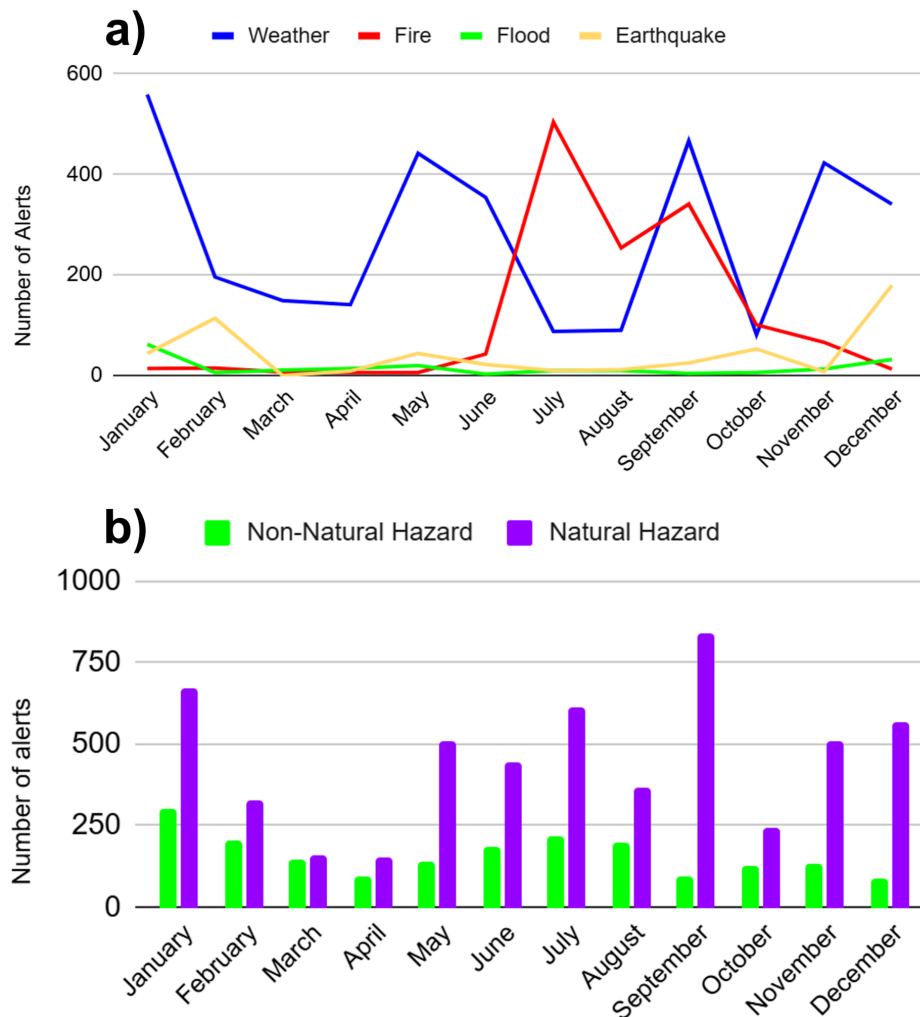 a)
Weather Fire Flood Earthquake
Number of Alerts
600
400
200
0
January February March April May June July August September October November December
b)
Non-Natural Hazard Natural Hazard
Number of alerts
1000
750
500
250
0
January February March April May June July August September October November December